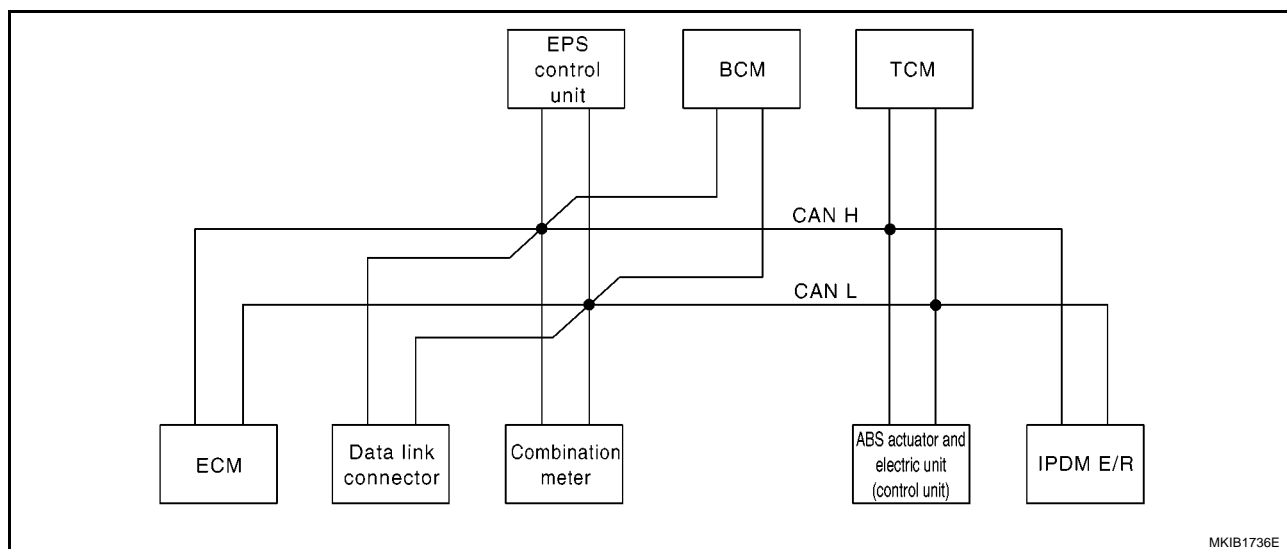 EPS
control
unit
BCM
TCM
CAN H
CAN L
ECM
Data link
connector
Combination
meter
ABS actuator and
electric unit
(control unit)
IPDM E/R
MKIB1736E